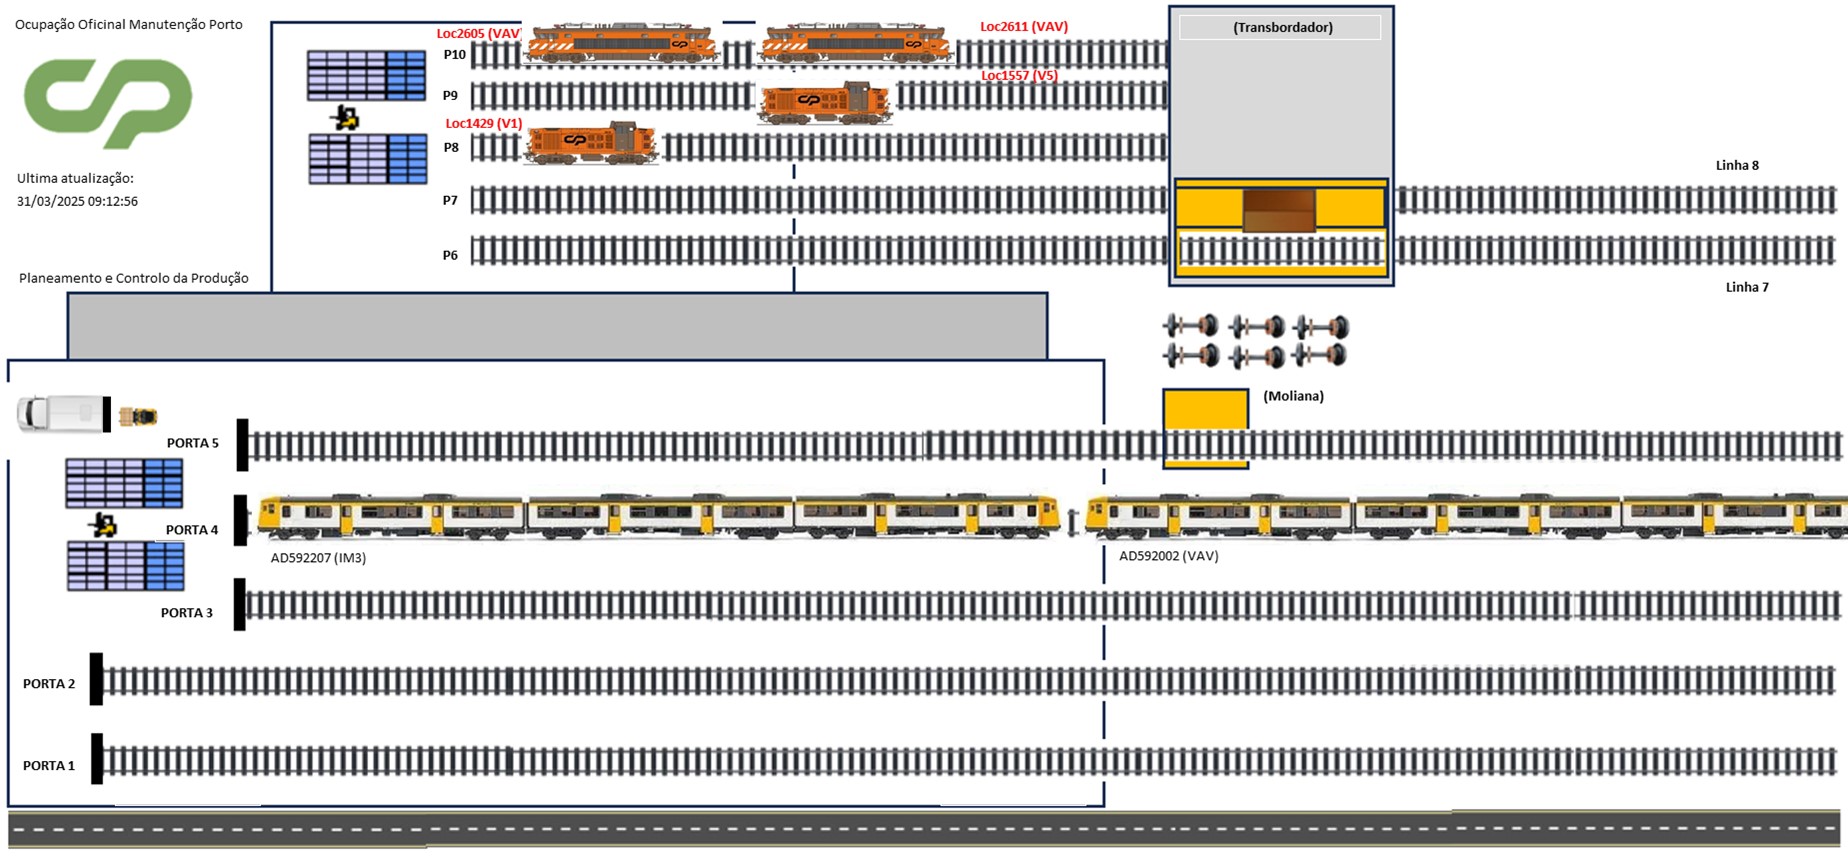 Ocupação Oficinal Manutenção Porto
Ultima atualização:
31/03/2025 09:12:56
Planeamento e Controlo da Produção
Loc2605 (VAV)
Loc2611 (VAV)
P10
Loc1557 (V5)
P9
Loc1429 (V1)
P8
P7
P6
(Transbordador)
Linha 8
Linha 7
(Moliana)
PORTA 5
PORTA 4
AD592207 (IM3)
AD592002 (VAV)
PORTA 3
PORTA 2
PORTA 1